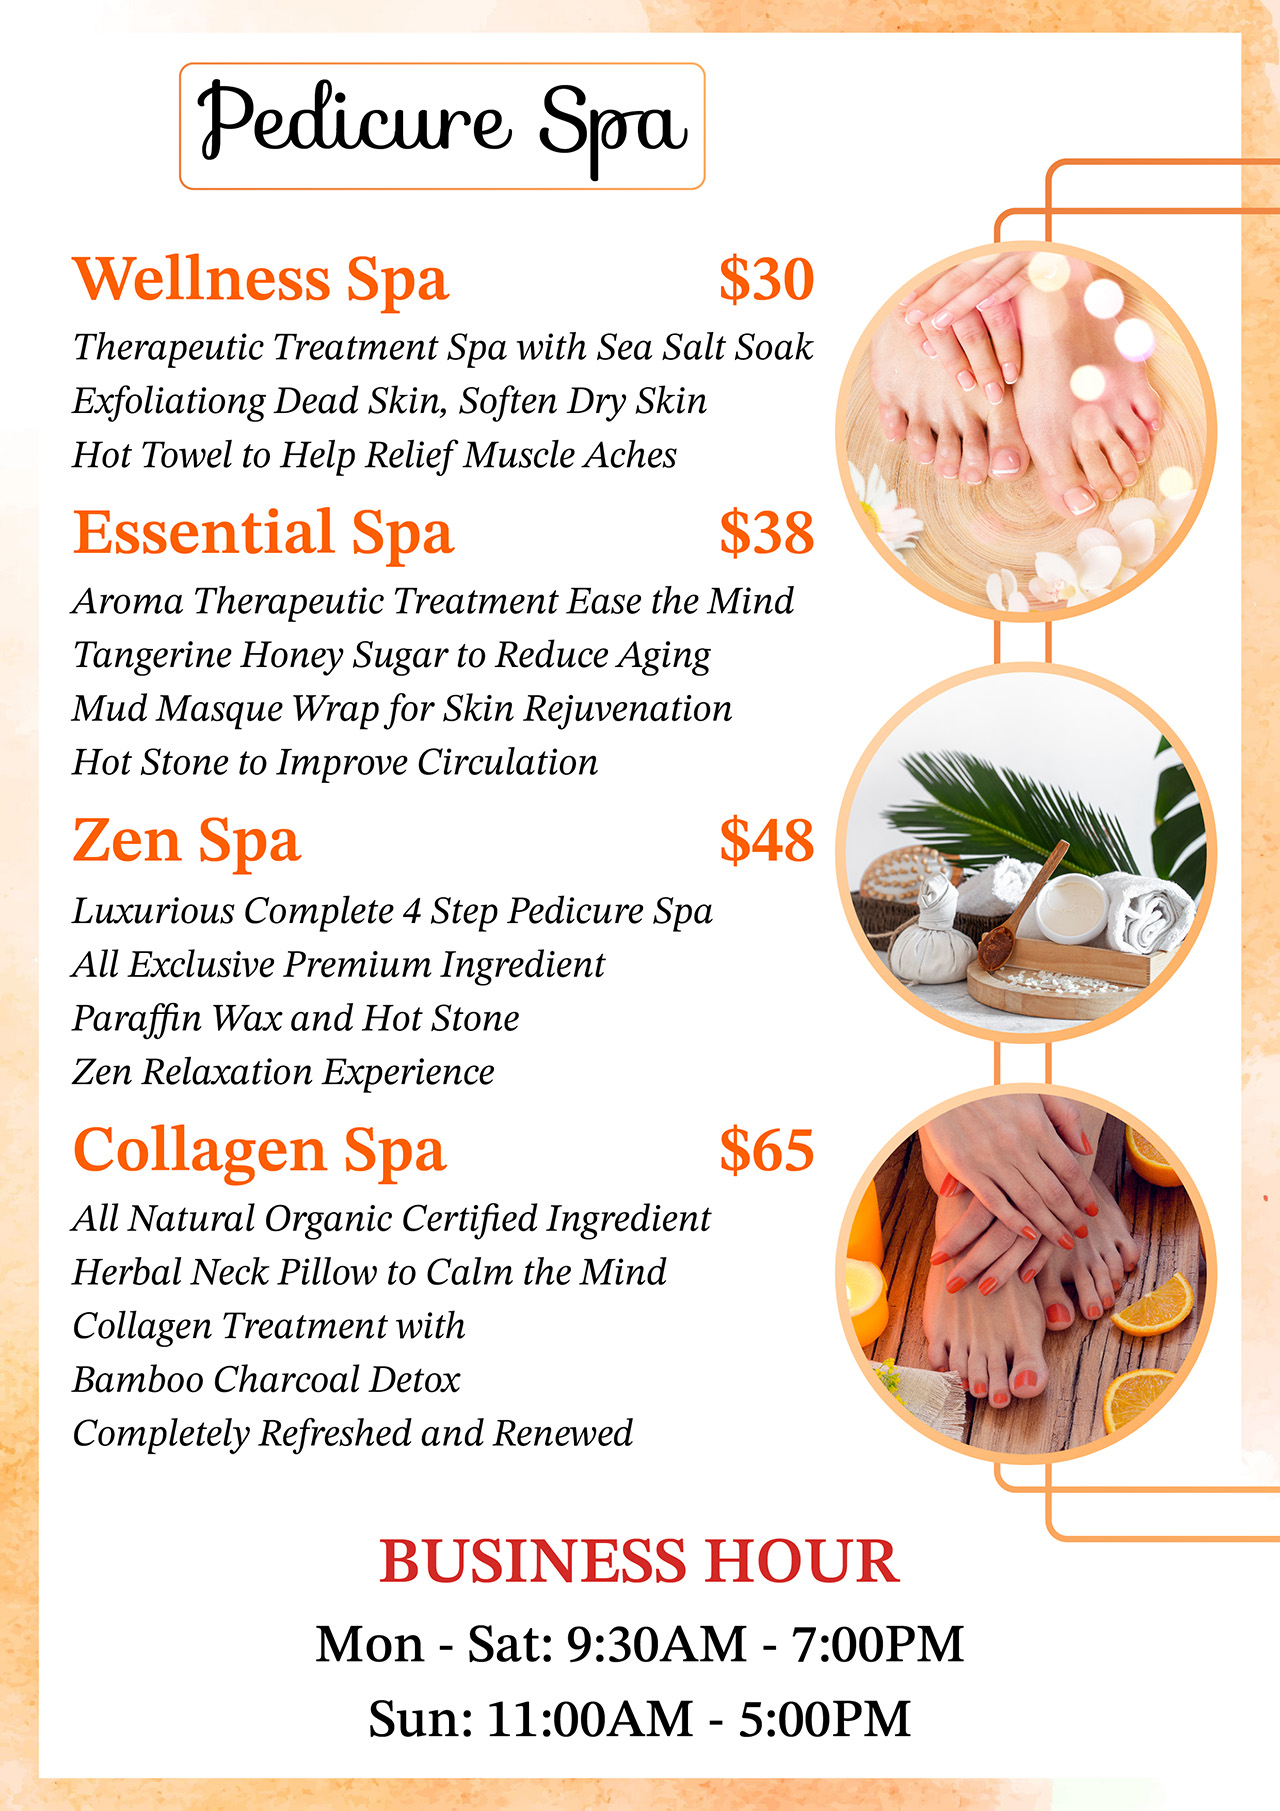 Pedicure Spa
Wellness Spa $30
Therapeutic Treatment Spa with Sea Salt Soak
Exfoliationg Dead Skin, Soften Dry Skin
Hot Towel to Help Relief Muscle Aches
Essential Spa $38
Aroma Therapeutic Treatment Ease the Mind
Tangerine Honey Sugar to Reduce Aging
Mud Masque Wrap for Skin Rejuvenation
Hot Stone to Improve Circulation
Zen Spa $48
Luxurious Complete 4 Step Pedicure Spa
All Exclusive Premium Ingredient
Paraffin Wax and Hot Stone
Zen Relaxation Experience
Collagen Spa $65
All Natural Organic Certified Ingredient
Herbal Neck Pillow to Calm the Mind
Collagen Treatment with
Bamboo Charcoal Detox
Completely Refreshed and Renewed
BUSINESS HOUR
Mon - Sat: 9:30AM - 7:00PM
Sun: 11:00AM - 5:00PM